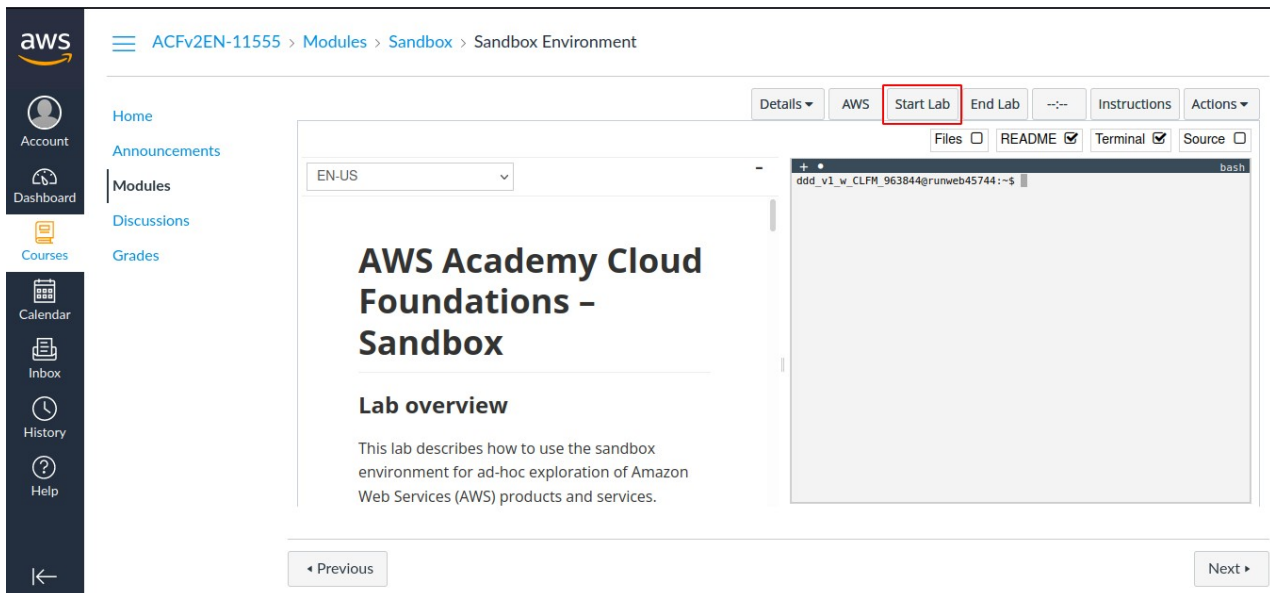 aws
ACFv2EN-11555 > Modules > Sandbox > Sandbox Environment
Account
Dashboard
Courses
Calendar
Inbox
History
Help
Home
Announcements
Modules
Discussions
Grades
Details AWS Start Lab End Lab --:-- Instructions Actions
Files README Terminal Source
EN-US
-
AWS Academy Cloud
Foundations –
Sandbox
Lab overview
This lab describes how to use the sandbox
environment for ad-hoc exploration of Amazon
Web Services (AWS) products and services.
+ • bash
ddd_v1_w_CLFM_963844@runweb45744:~$
Previous
Next